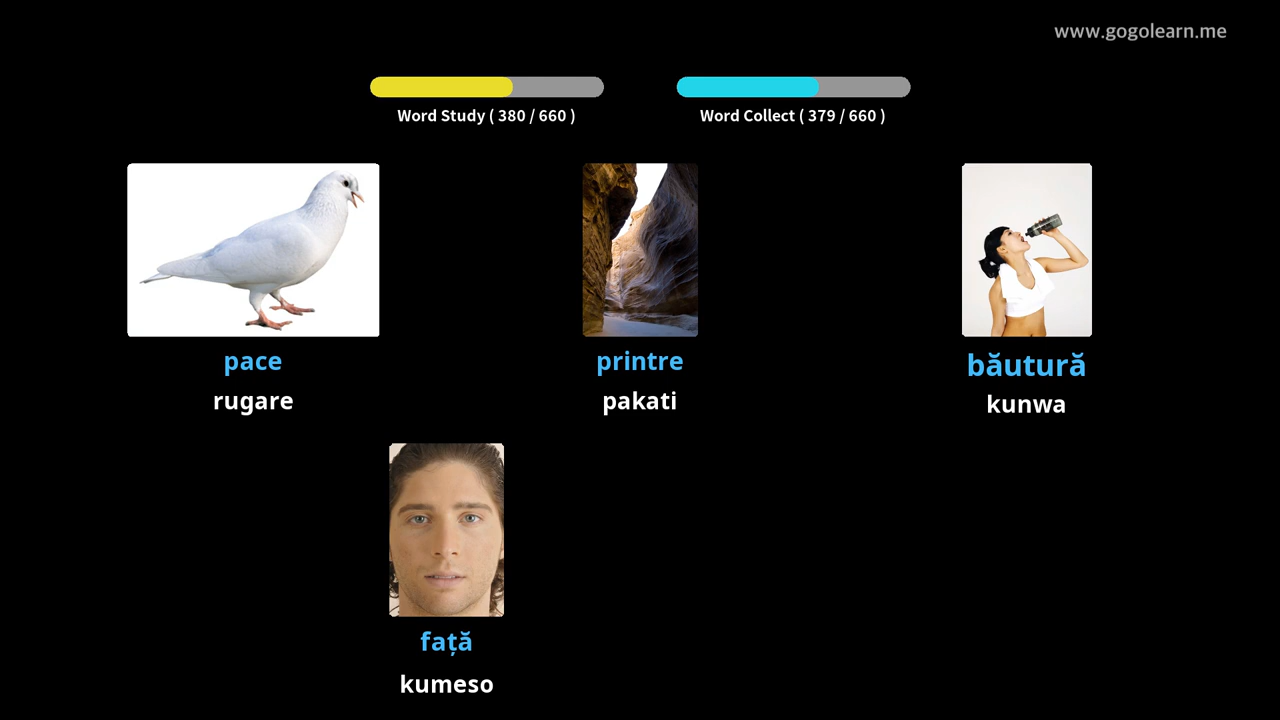 www.gogolearn.me
Word Study ( 380 / 660 )
Word Collect ( 379 / 660 )
pace
rugare
printre
pakati
băutură
kunwa
față
kumeso